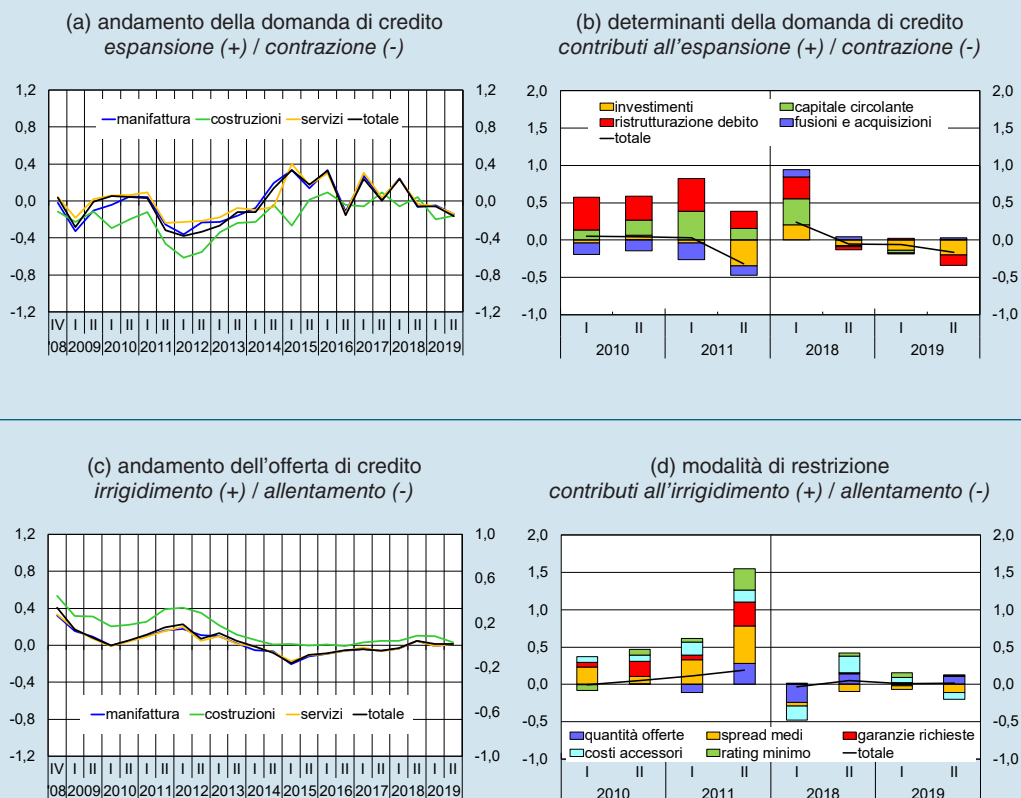 (a) andamento della domanda di credito
espansione (+) / contrazione (-)
1,2
0,8
0,4
0,0
-0,4
-0,8
-1,2
1,2
0,8
0,4
0,0
-0,4
-0,8
-1,2
manifattura costruzioni servizi totale
IV I II I II I II I II I II I II I II I II I II I II I II
'08 2009 2010 2011 2012 2013 2014 2015 2016 2017 2018 2019
(b) determinanti della domanda di credito
contributi all'espansione (+) / contrazione (-)
2,0
1,5
1,0
0,5
0,0
-0,5
-1,0
2,0
1,5
1,0
0,5
0,0
-0,5
-1,0
investimenti capitale circolante
ristrutturazione debito fusioni e acquisizioni
totale
I II I II I II I II
2010 2011 2018 2019
(c) andamento dell'offerta di credito
irrigidimento (+) / allentamento (-)
1,2
0,8
0,4
0,0
-0,4
-0,8
-1,2
1,0
0,6
0,2
-0,2
-0,6
-1,0
manifattura costruzioni servizi totale
IV I II I II I II I II I II I II I II I II I II I II I II
'08 2009 2010 2011 2012 2013 2014 2015 2016 2017 2018 2019
(d) modalità di restrizione
contributi all'irrigidimento (+) / allentamento (-)
2,0
1,5
1,0
0,5
0,0
-0,5
-1,0
2,0
1,5
1,0
0,5
0,0
-0,5
-1,0
quantità offerte spread medi garanzie richieste
costi accessori rating minimo totale
I II I II I II I II
2010 2011 2018 2019